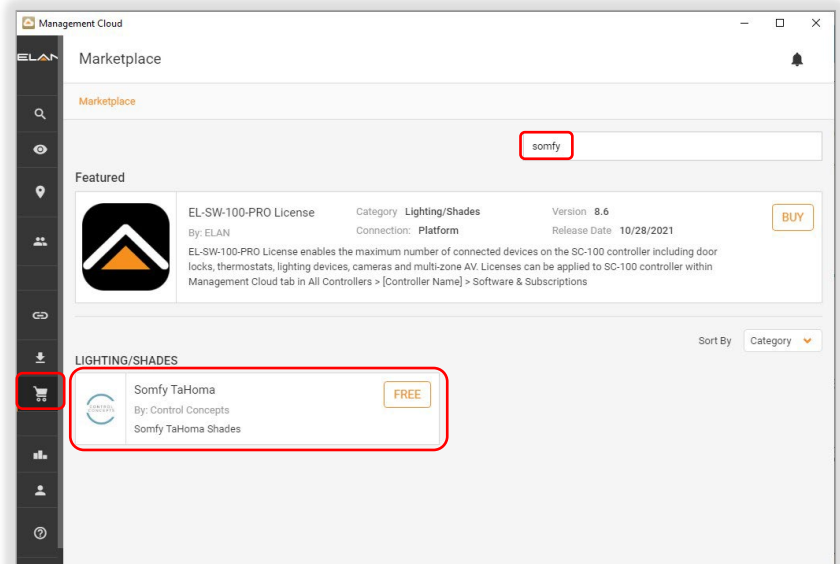 Management Cloud
ELAN
Marketplace
Marketplace
somfy
Featured
EL-SW-100-PRO License
Category Lighting/Shades
Version 8.6
BUY
By: ELAN
Connection: Platform
Release Date 10/28/2021
EL-SW-100-PRO License enables the maximum number of connected devices on the SC-100 controller including door
locks, thermostats, lighting devices, cameras and multi-zone AV. Licenses can be applied to SC-100 controller within
Management Cloud tab in All Controllers > [Controller Name] > Software & Subscriptions
Sort By Category
LIGHTING/SHADES
CONTROL
CONCEPTS
Somfy TaHoma
FREE
By: Control Concepts
Somfy TaHoma Shades